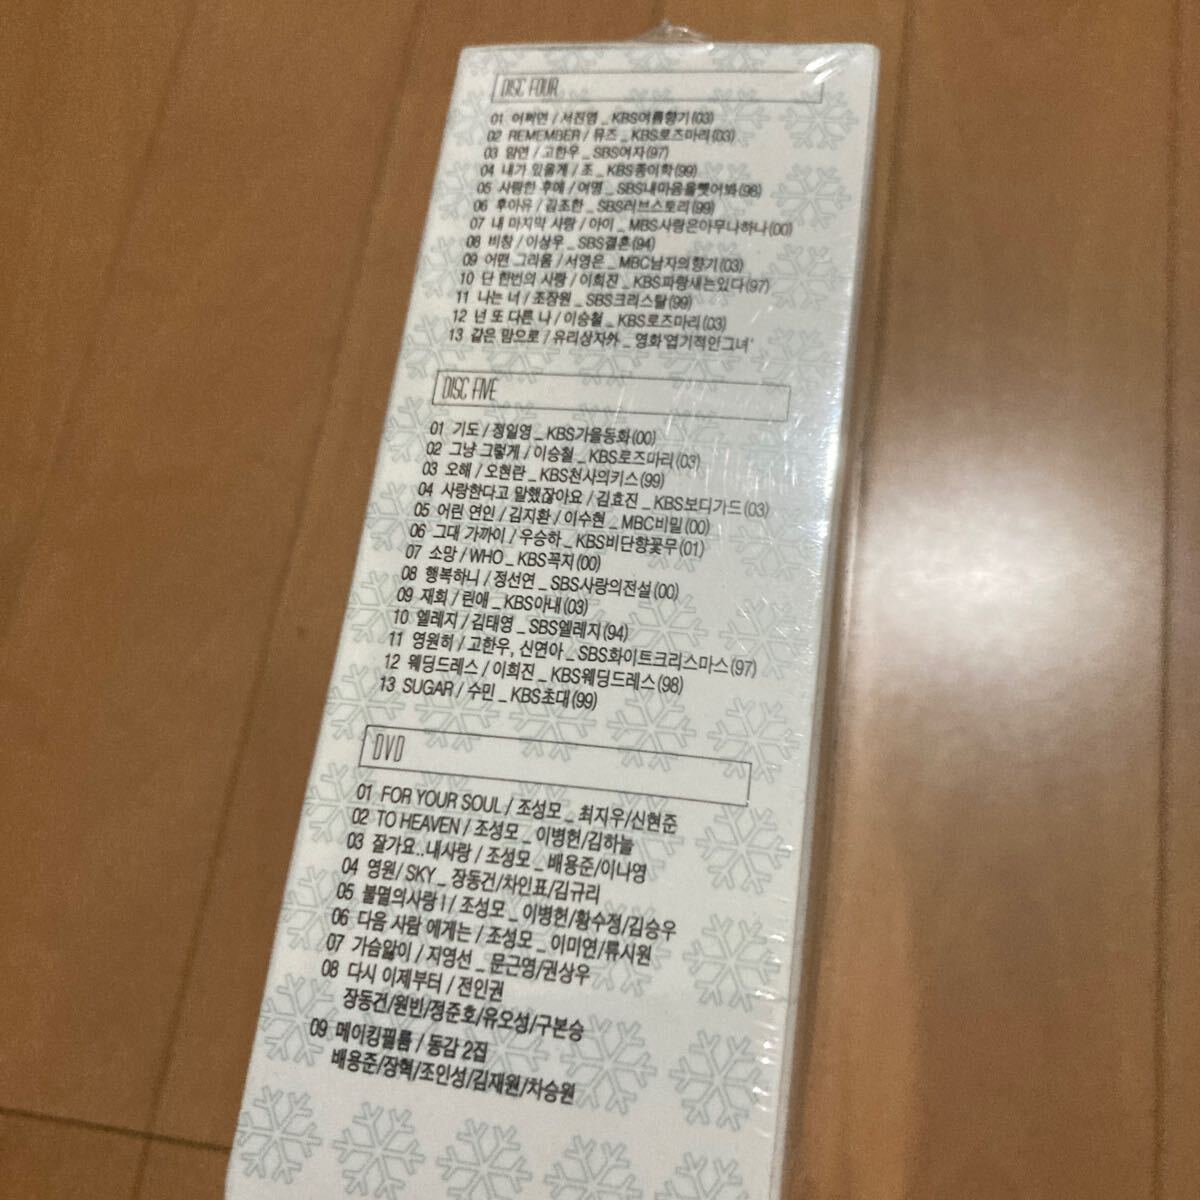 DISC FOUR
01 어쩌면 / 서진영 _ KBS여름향기(03)
02 REMEMBER / 뮤즈 _ KBS로즈마리(03)
03 암연 / 고한우 _ SBS여자(97)
04 내가 있을게 / 조 _ KBS종이학(99)
05 사랑한 후에 / 여명 _ SBS내마음을뺏어봐(98)
06 후아유 / 김조한 _ SBS러브스토리(99)
07 내 마지막 사랑 / 아이 _ MBS사랑은아무나하나(00)
08 비창 / 이상우 _ SBS결혼(94)
09 어떤 그리움 / 서영은 _ MBC남자의향기(03)
10 단 한번의 사랑 / 이희진 _ KBS파랑새는있다(97)
11 나는 너 / 조장원 _ SBS크리스탈(99)
12 넌 또 다른 나 / 이승철 _ KBS로즈마리(03)
13 같은 맘으로 / 유리상자外 _ 영화'엽기적인그녀'
DISC FIVE
01 기도 / 정일영 _ KBS가을동화(00)
02 그냥 그렇게 / 이승철 _ KBS로즈마리(03)
03 오해 / 오현란 _ KBS천사의키스(99)
04 사랑한다고 말했잖아요 / 김효진 _ KBS보디가드(03)
05 어린 연인 / 김지환 / 이수현 _ MBC비밀(00)
06 그대 가까이 / 우승하 _ KBS비단향꽃무(01)
07 소망 / WHO _ KBS꼭지(00)
08 행복하니 / 정선연 _ SBS사랑의전설(00)
09 재회 / 린애 _ KBS아내(03)
10 엘레지 / 김태영 _ SBS엘레지(94)
11 영원히 / 고한우, 신연아 _ SBS화이트크리스마스(97)
12 웨딩드레스 / 이희진 _ KBS웨딩드레스(98)
13 SUGAR / 수민 _ KBS초대(99)
DVD
01 FOR YOUR SOUL / 조성모 _ 최지우/신현준
02 TO HEAVEN / 조성모 _ 이병헌/김하늘
03 잘가요..내사랑 / 조성모 _ 배용준/이나영
04 영원/ SKY _ 장동건/차인표/김규리
05 불멸의사랑 I / 조성모 _ 이병헌/황수정/김승우
06 다음 사람 에게는 / 조성모 _ 이미연/류시원
07 가슴앓이 / 지영선 _ 문근영/권상우
08 다시 이제부터 / 전인권
장동건/원빈/정준호/유오성/구본승
09 메이킹필름 / 동감 2집
배용준/장혁/조인성/김재원/차승원